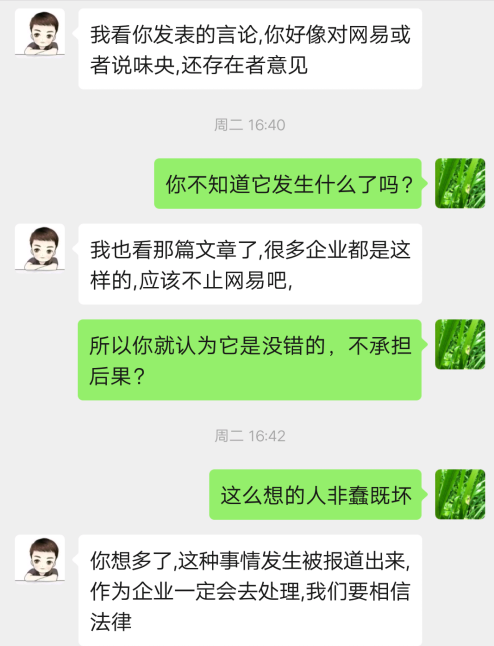 我看你发表的言论,你好像对网易或
者说味央,还存在者意见
周二 16:40
你不知道它发生什么了吗?
我也看那篇文章了,很多企业都是这
样的,应该不止网易吧,
所以你就认为它是没错的，不承担
后果?
周二 16:42
这么想的人非蠢既坏
你想多了,这种事情发生被报道出来,
作为企业一定会去处理,我们要相信
法律